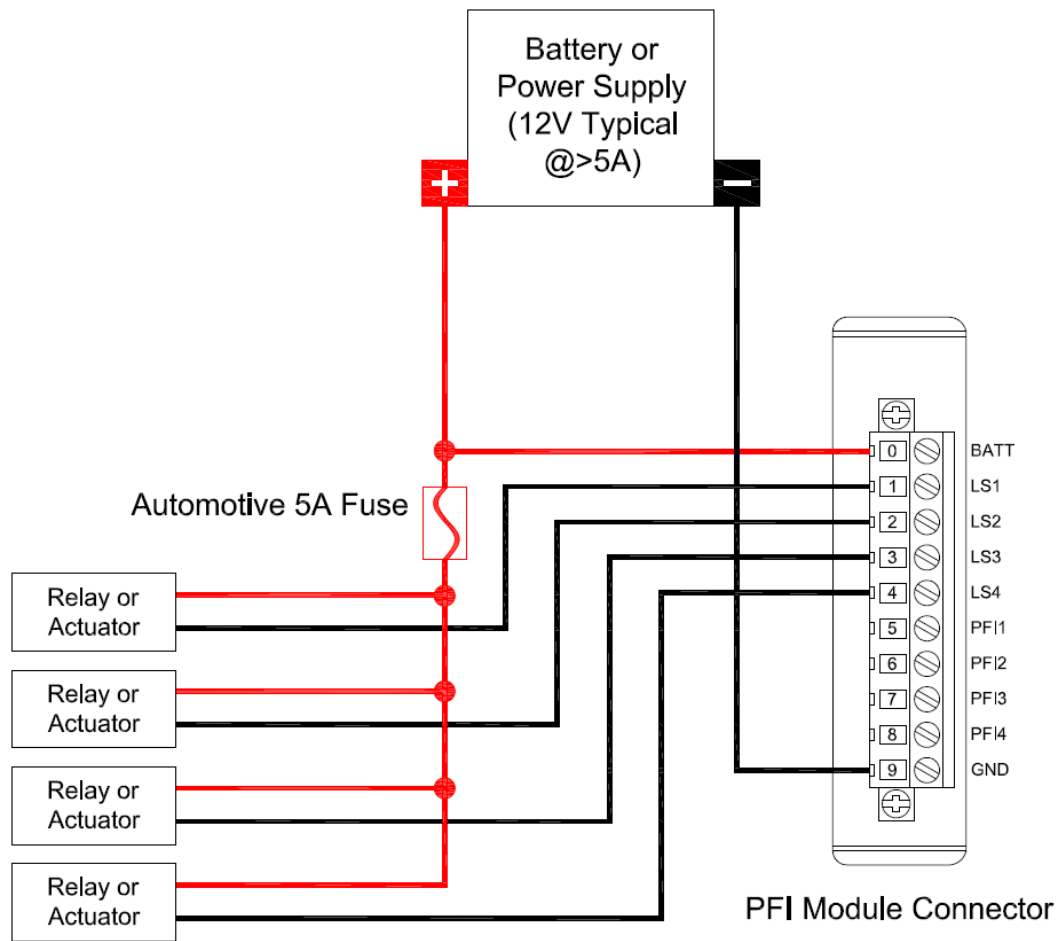 Battery or
Power Supply
(12V Typical
@>5A)
+
−
0 BATT
1 LS1
2 LS2
3 LS3
4 LS4
5 PFI1
6 PFI2
7 PFI3
8 PFI4
9 GND
Automotive 5A Fuse
Relay or
Actuator
Relay or
Actuator
Relay or
Actuator
Relay or
Actuator
PFI Module Connector